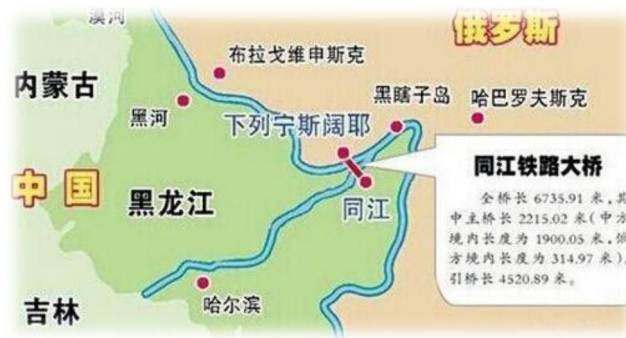 漠河
俄罗斯
布拉戈维申斯克
内蒙古
黑瞎子岛
哈巴罗夫斯克
黑河
下列宁斯阔耶
同江铁路大桥
中国
黑龙江
全桥长 6735.91 米,其
中主桥长 2215.02 米(中方
境内长度为 1900.05 米,俄
方境内长度为 314.97 米),
引桥长 4520.89 米。
同江
哈尔滨
吉林